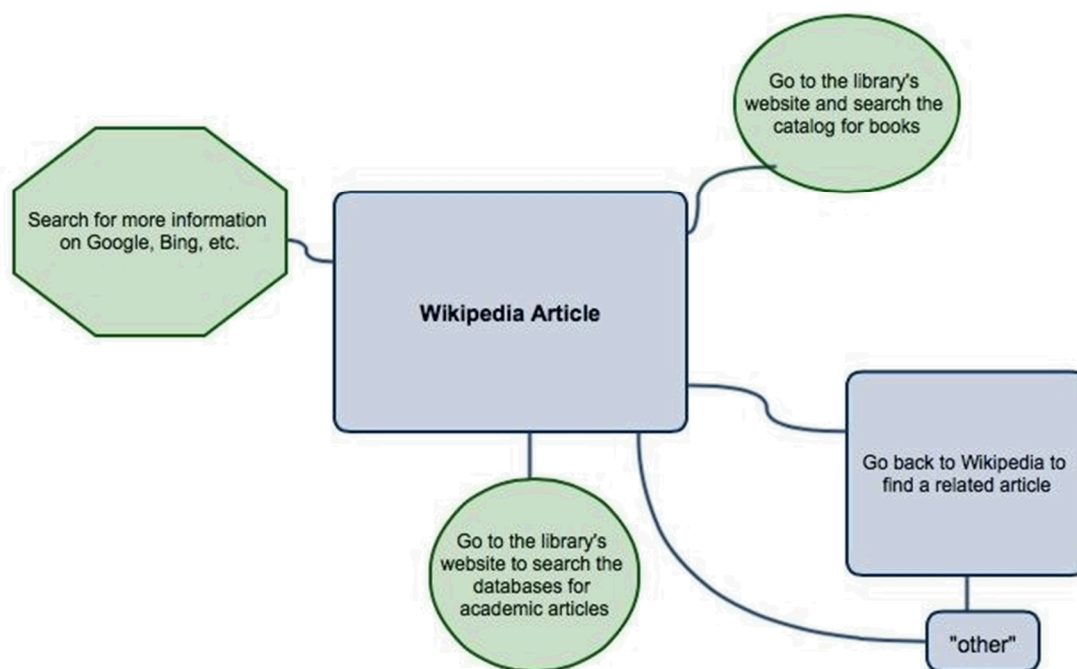 Go to the library's
website and search the
catalog for books
Search for more information
on Google, Bing, etc.
Wikipedia Article
Go back to Wikipedia to
find a related article
Go to the library's
website to search the
databases for
academic articles
"other"